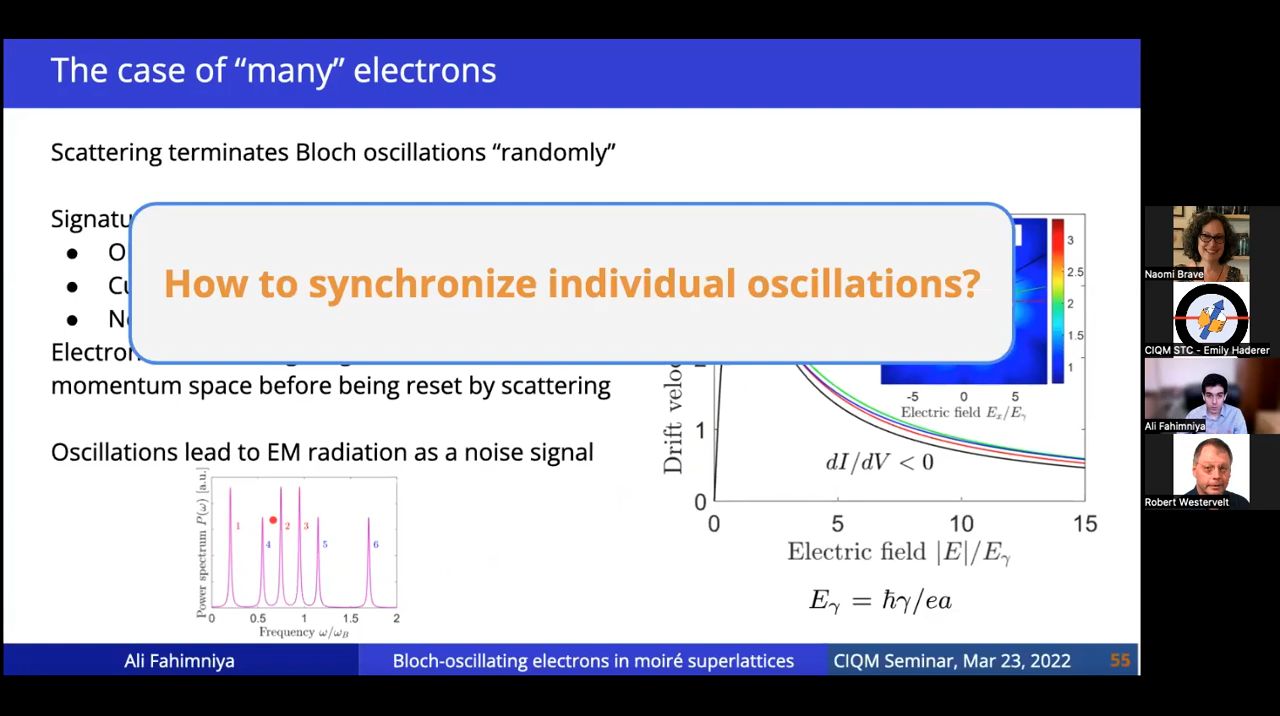 The case of “many” electrons
Scattering terminates Bloch oscillations “randomly”
How to synchronize individual oscillations?
momentum space before being reset by scattering
Oscillations lead to EM radiation as a noise signal
Power spectrum P(ω) [a.u.]
1
2
3
4
5
6
0 0.5 1 1.5 2
Frequency ω/ω_B
3
2.5
2
1.5
1
-5 0 5
Electric field E_x/E_γ
1
0
dI/dV < 0
0 5 10 15
Electric field |E|/E_γ
E_γ = ħγ/ea
Naomi Brave
CIQM STC - Emily Haderer
Ali Fahimniya
Robert Westervelt
Ali Fahimniya
Bloch-oscillating electrons in moiré superlattices
CIQM Seminar, Mar 23, 2022
55